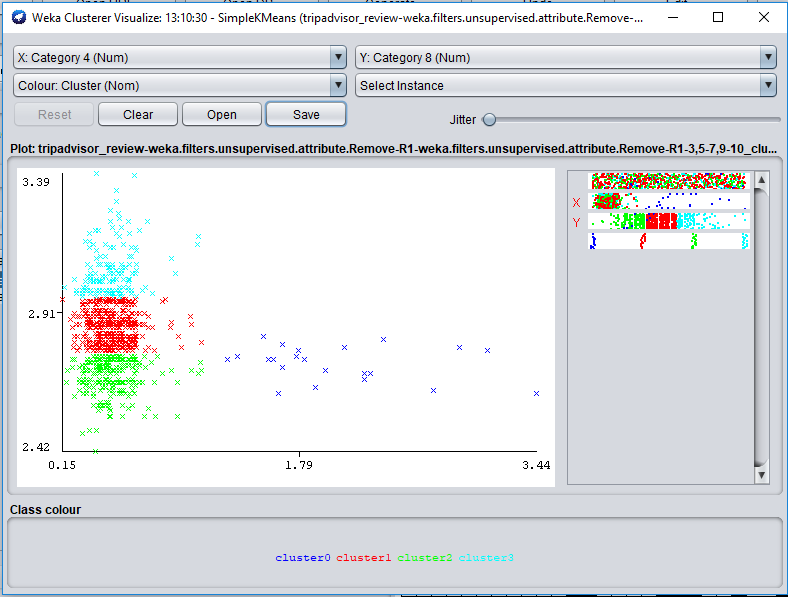 Weka Clusterer Visualize: 13:10:30 - SimpleKMeans (tripadvisor_review-weka.filters.unsupervised.attribute.Remove-...
X: Category 4 (Num) Y: Category 8 (Num)
Colour: Cluster (Nom) Select Instance
Reset Clear Open Save Jitter
Plot: tripadvisor_review-weka.filters.unsupervised.attribute.Remove-R1-weka.filters.unsupervised.attribute.Remove-R1-3,5-7,9-10_clu...
3.39
X
Y
2.91
2.42
0.15 1.79 3.44
Class colour
cluster0 cluster1 cluster2 cluster3